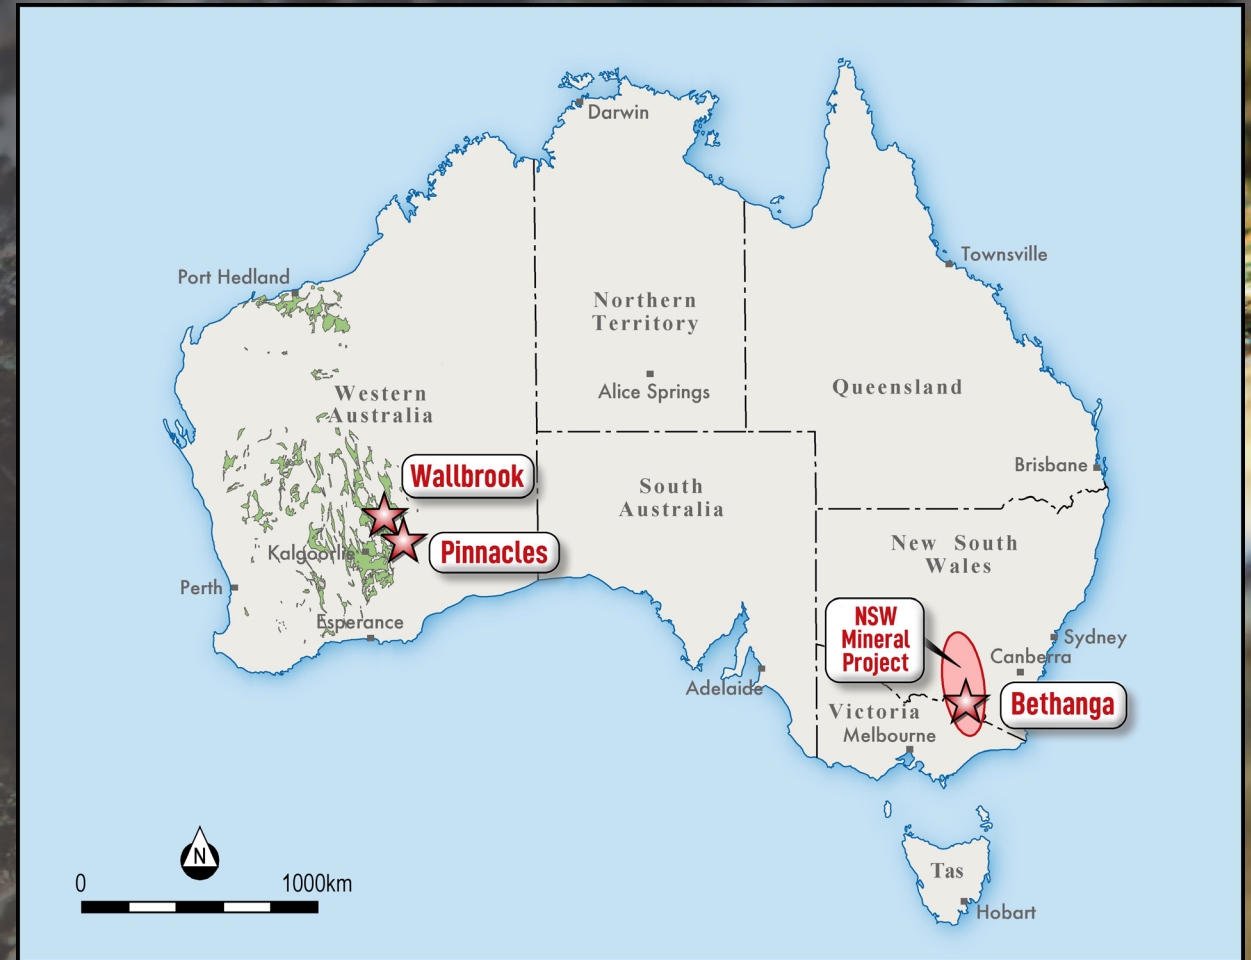 Darwin
Townsville
Port Hedland
Northern
Territory
Alice Springs
Western
Australia
Queensland
Brisbane
Wallbrook
South
Australia
Pinnacles
Kalgoorlie
New South
Wales
Perth
Esperance
NSW
Mineral
Project
Sydney
Canberra
Adelaide
Bethanga
Victoria
Melbourne
Tas
Hobart
N
0 1000km